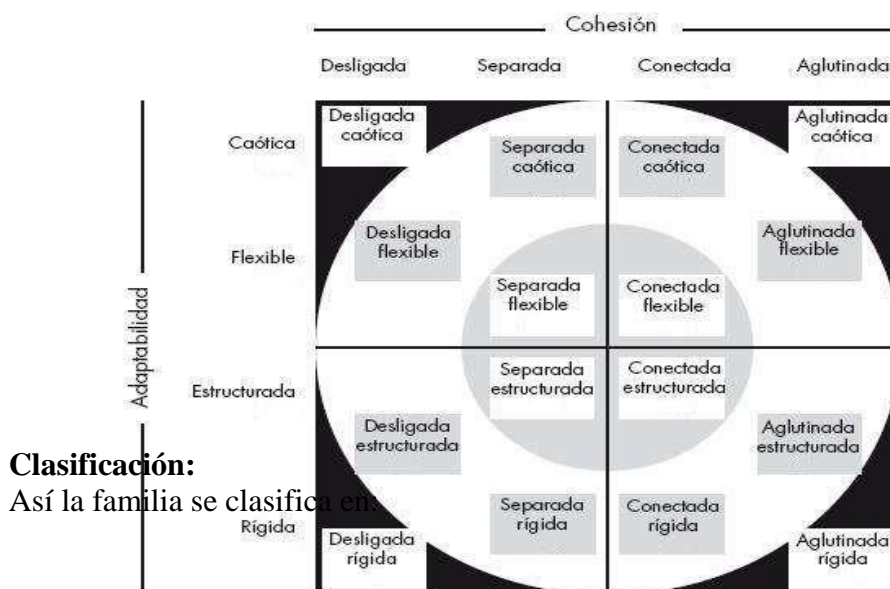 Cohesión
Desligada Separada Conectada Aglutinada
Adaptabilidad
Caótica
Desligada
caótica
Separada
caótica
Conectada
caótica
Aglutinada
caótica
Flexible
Desligada
flexible
Separada
flexible
Conectada
flexible
Aglutinada
flexible
Estructurada
Desligada
estructurada
Separada
estructurada
Conectada
estructurada
Aglutinada
estructurada
Clasificación:
Así la familia se clasifica en:
Rígida
Desligada
rígida
Separada
rígida
Conectada
rígida
Aglutinada
rígida